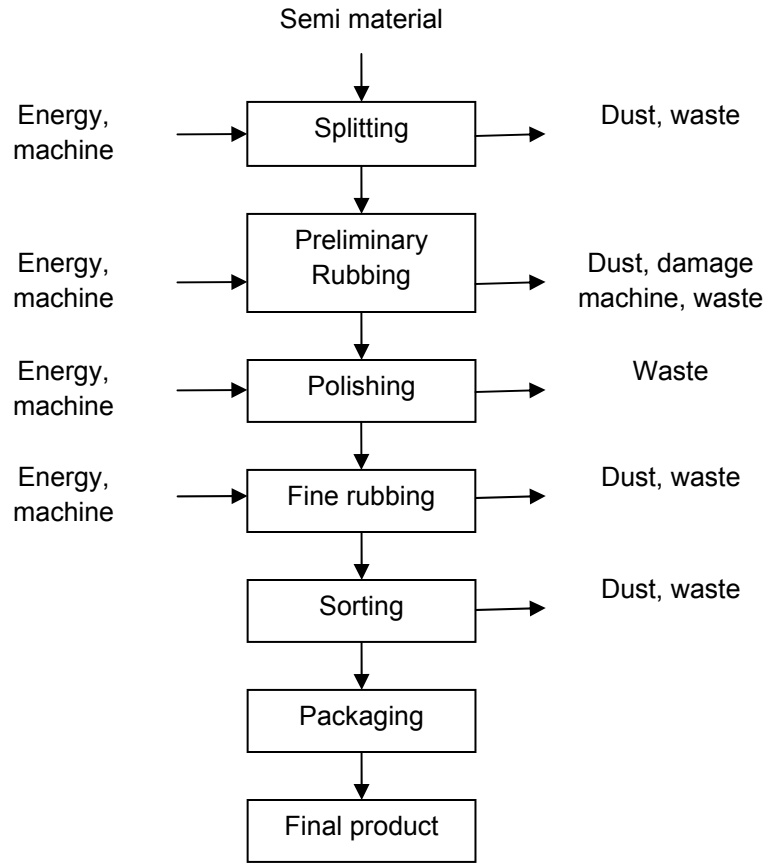 Semi material
Energy,
machine
Splitting
Dust, waste
Energy,
machine
Preliminary
Rubbing
Dust, damage
machine, waste
Energy,
machine
Polishing
Waste
Energy,
machine
Fine rubbing
Dust, waste
Sorting
Dust, waste
Packaging
Final product